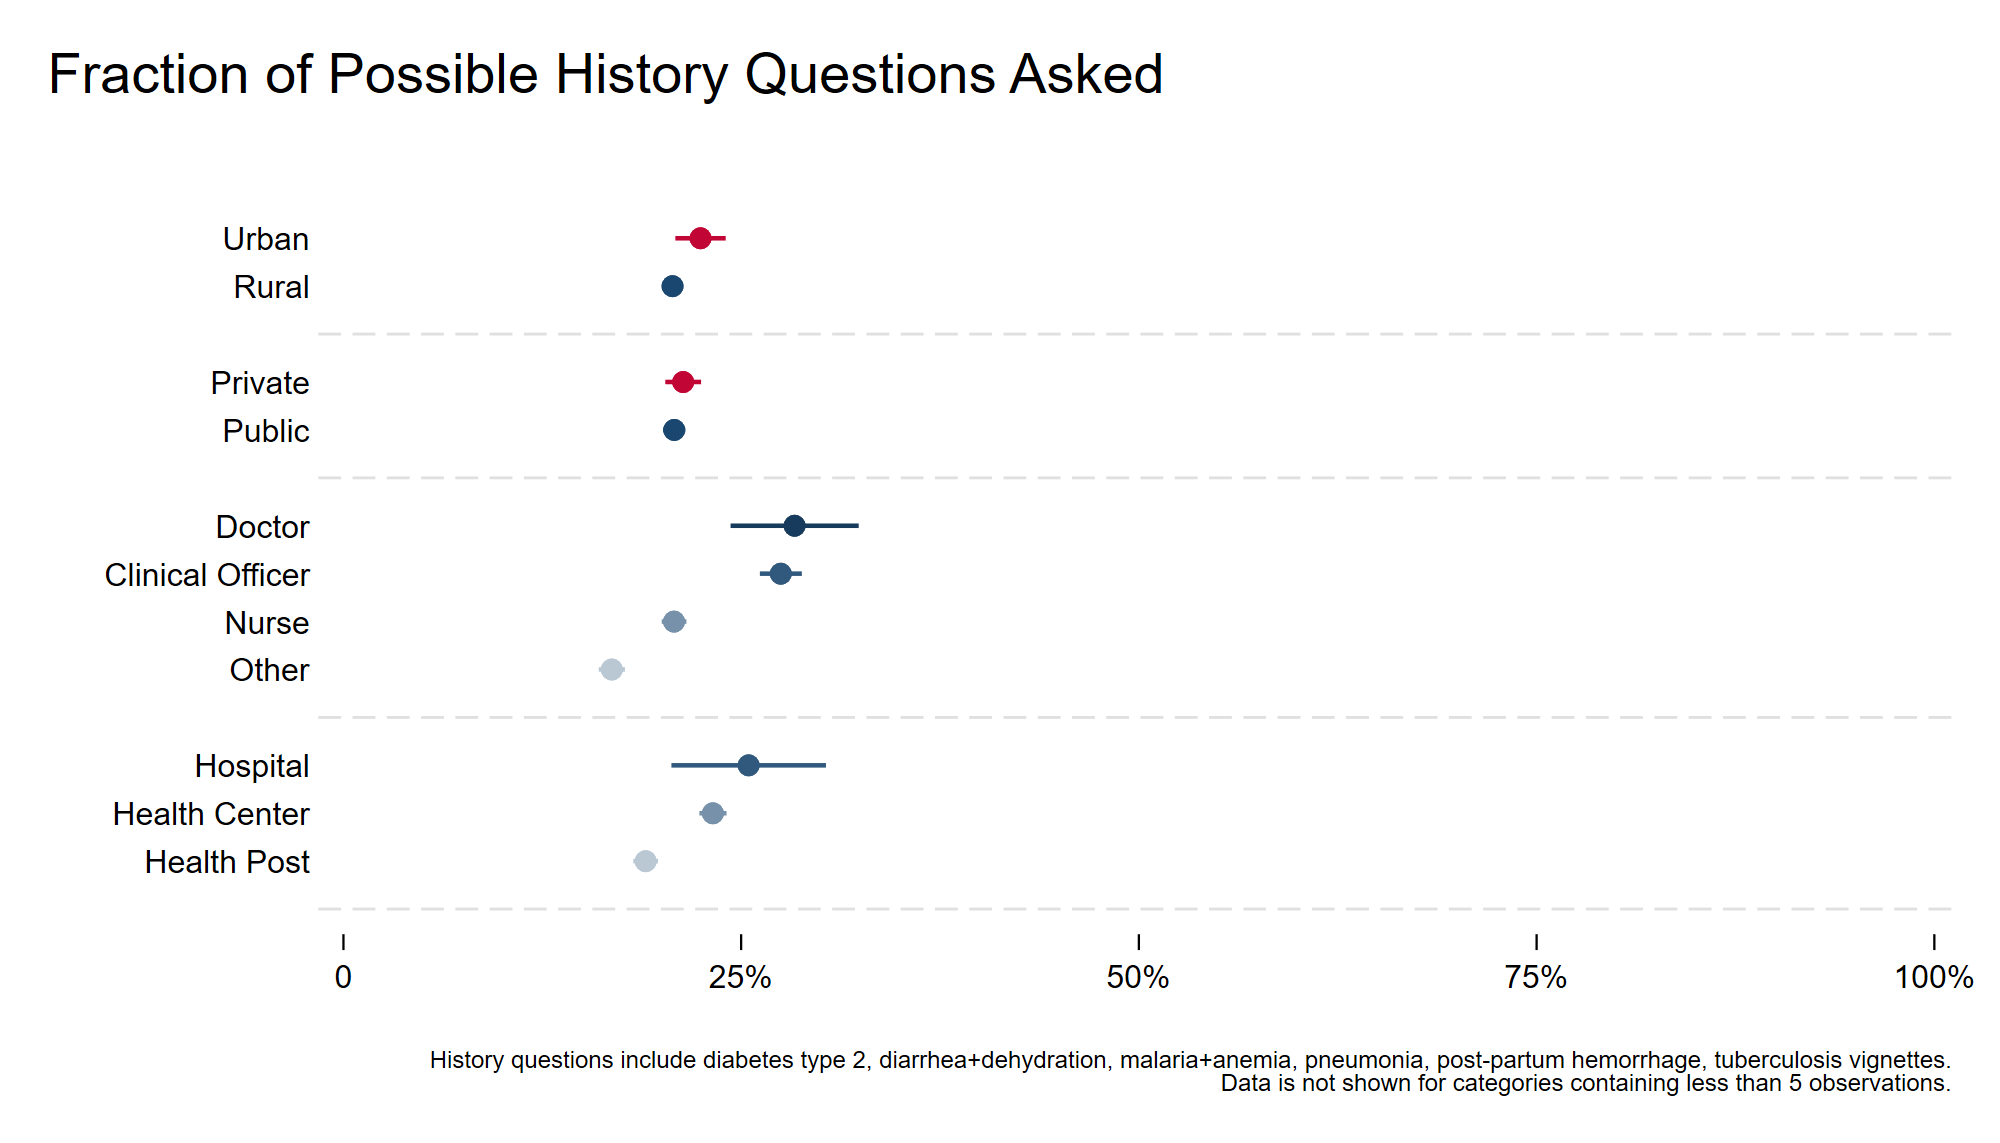 Fraction of Possible History Questions Asked
Urban
Rural
Private
Public
Doctor
Clinical Officer
Nurse
Other
Hospital
Health Center
Health Post
0 25% 50% 75% 100%
History questions include diabetes type 2, diarrhea+dehydration, malaria+anemia, pneumonia, post-partum hemorrhage, tuberculosis vignettes.
Data is not shown for categories containing less than 5 observations.